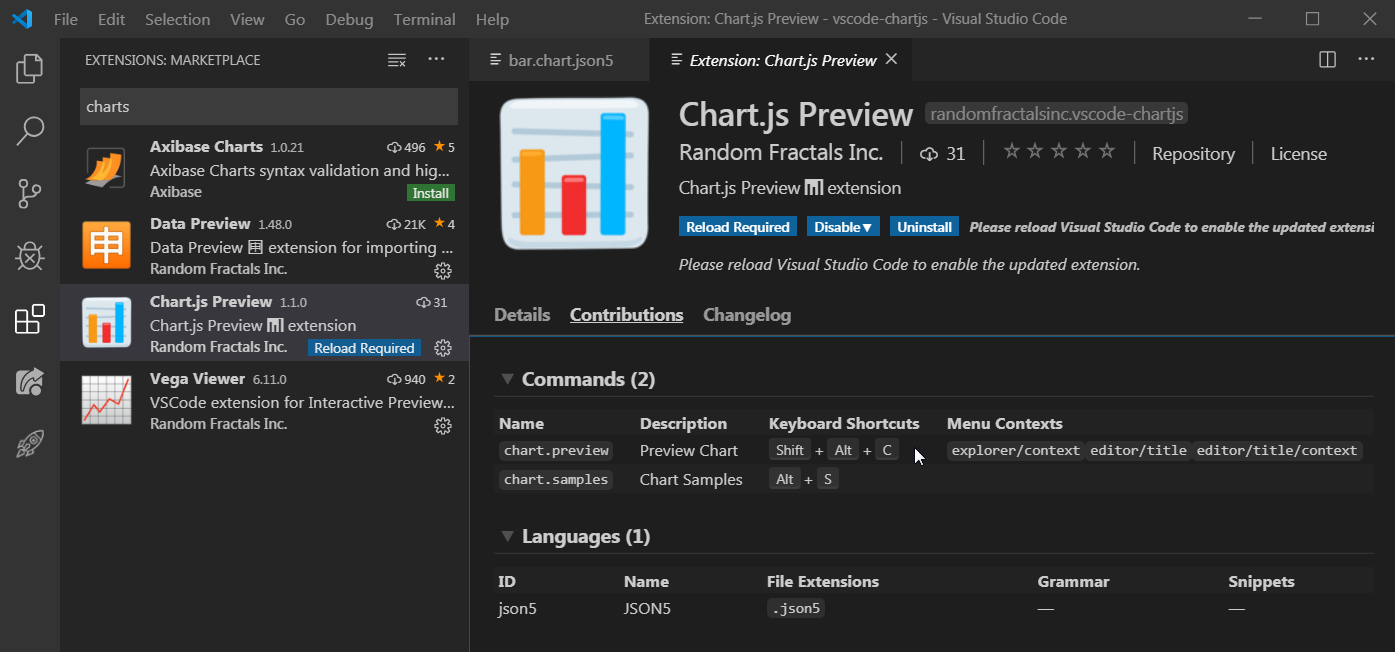 File Edit Selection View Go Debug Terminal Help Extension: Chart.js Preview - vscode-chartjs - Visual Studio Code
EXTENSIONS: MARKETPLACE
charts
Axibase Charts 1.0.21 496 ★ 5
Axibase Charts syntax validation and hig...
Axibase Install
申
Data Preview 1.48.0 21K ★ 4
Data Preview 🈸 extension for importing ...
Random Fractals Inc.
Chart.js Preview 1.1.0 31
Chart.js Preview 📊 extension
Random Fractals Inc. Reload Required
Vega Viewer 6.11.0 940 ★ 2
VSCode extension for Interactive Preview...
Random Fractals Inc.
bar.chart.json5 Extension: Chart.js Preview
Chart.js Preview randomfractalsinc.vscode-chartjs
Random Fractals Inc. 31 ☆☆☆☆☆ Repository License
Chart.js Preview 📊 extension
Reload Required Disable▼ Uninstall Please reload Visual Studio Code to enable the updated extensi
Please reload Visual Studio Code to enable the updated extension.
Details Contributions Changelog
Commands (2)
Name Description Keyboard Shortcuts Menu Contexts
chart.preview Preview Chart Shift + Alt + C explorer/context editor/title editor/title/context
chart.samples Chart Samples Alt + S
Languages (1)
ID Name File Extensions Grammar Snippets
json5 JSON5 .json5 — —